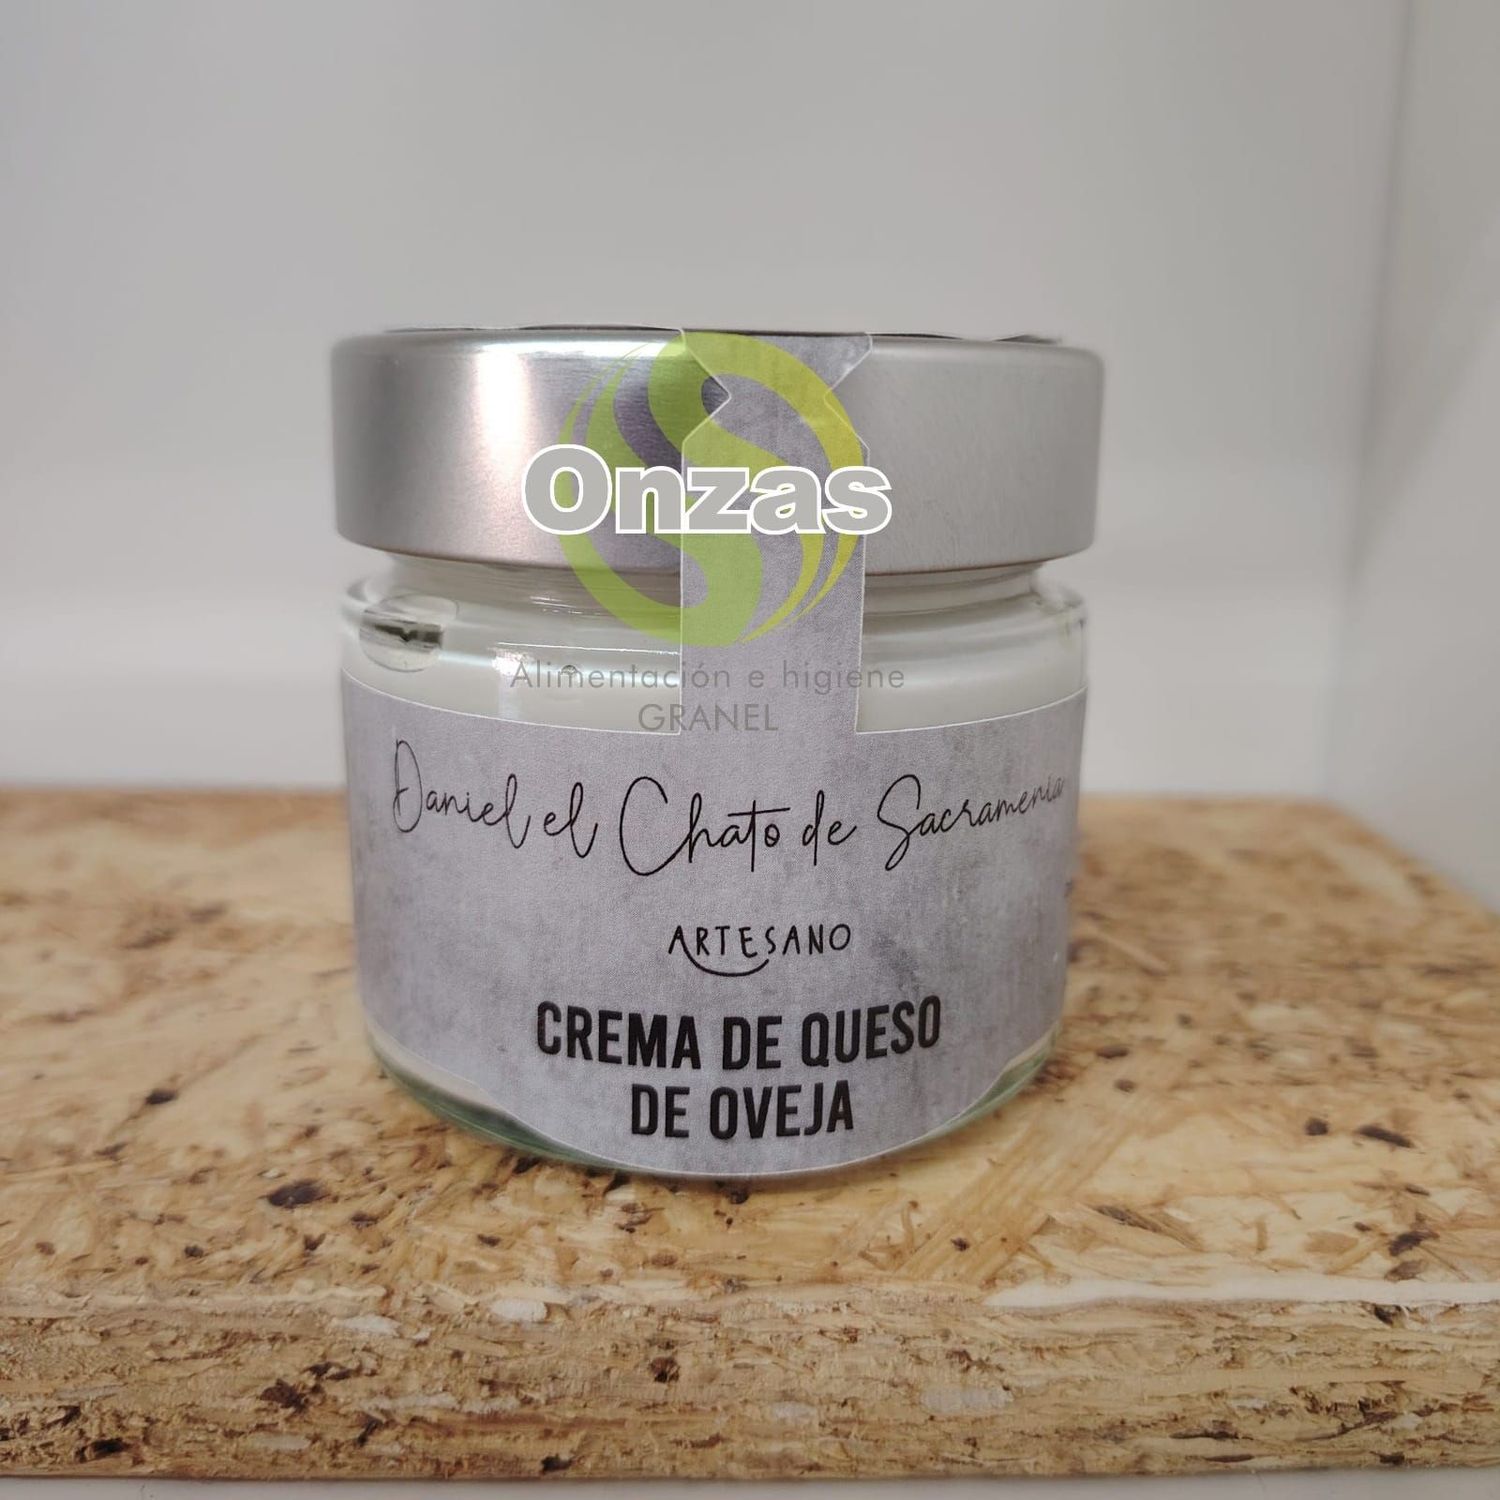 Onzas
Alimentación e higiene
GRANEL
Daniel el Chato de Sacramenia
ARTESANO
CREMA DE QUESO
DE OVEJA